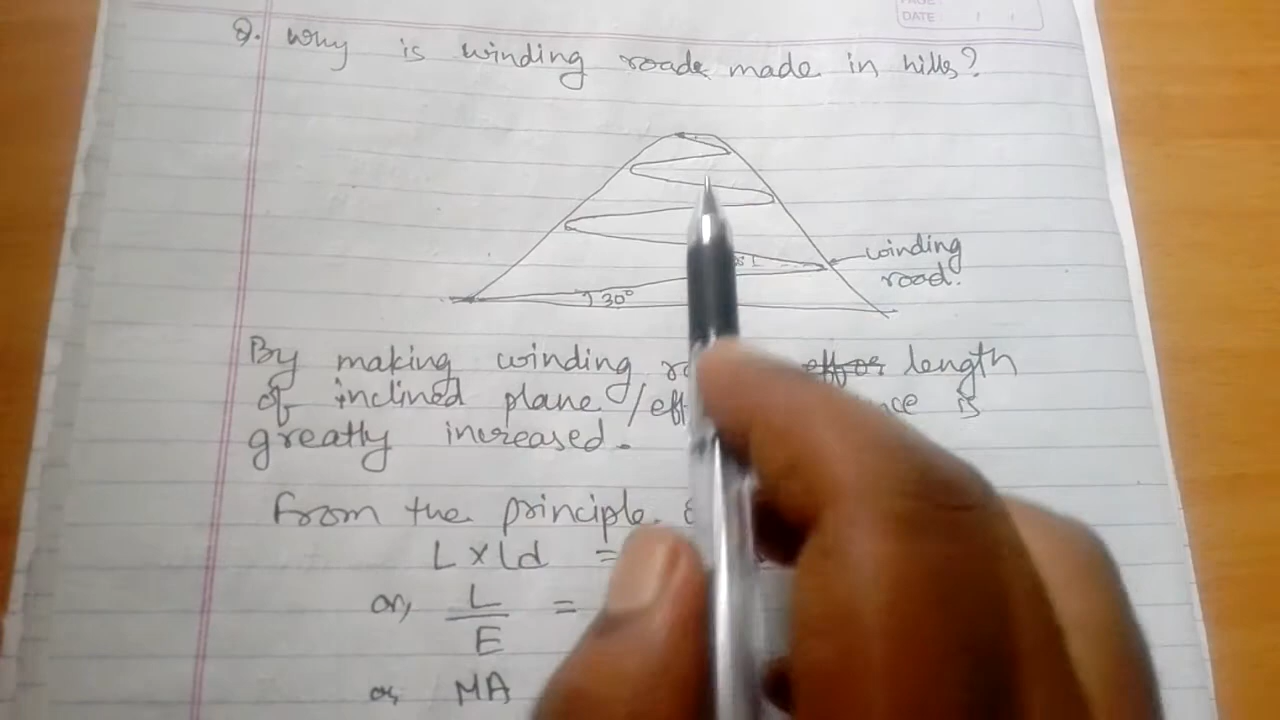 DATE
Q. Why is winding roads made in hills?
winding
road.
30°
By making winding length
of inclined plane / is
greatly increased.
From the principle
L x Ld =
or, L =
E
or, MA